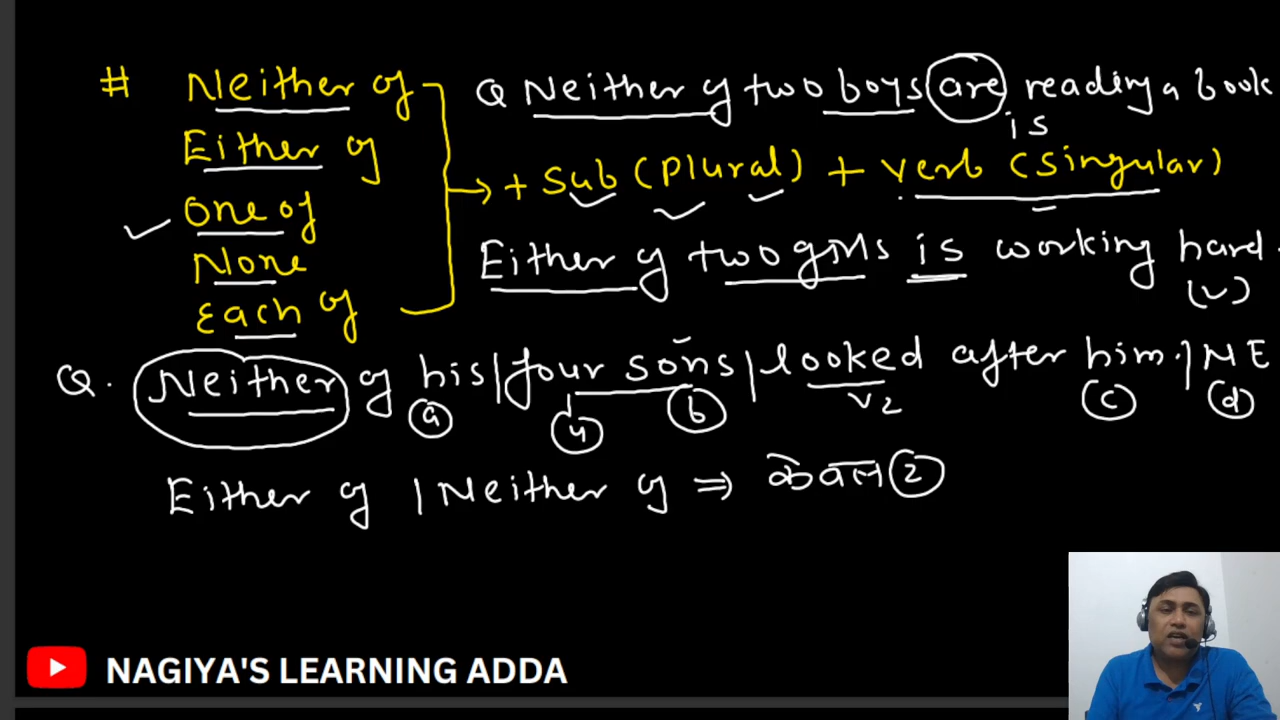 # Neither of
Either of
One of
None
Each of
Q Neither of two boys are reading a book
is
→ + Sub (Plural) + verb (Singular)
Either of two girls is working hard
(v)
Q. Neither of his | four sons | looked after him. | NE
a 4 b V2 c d
Either of | Neither of ⇒ केवल 2
NAGIYA'S LEARNING ADDA